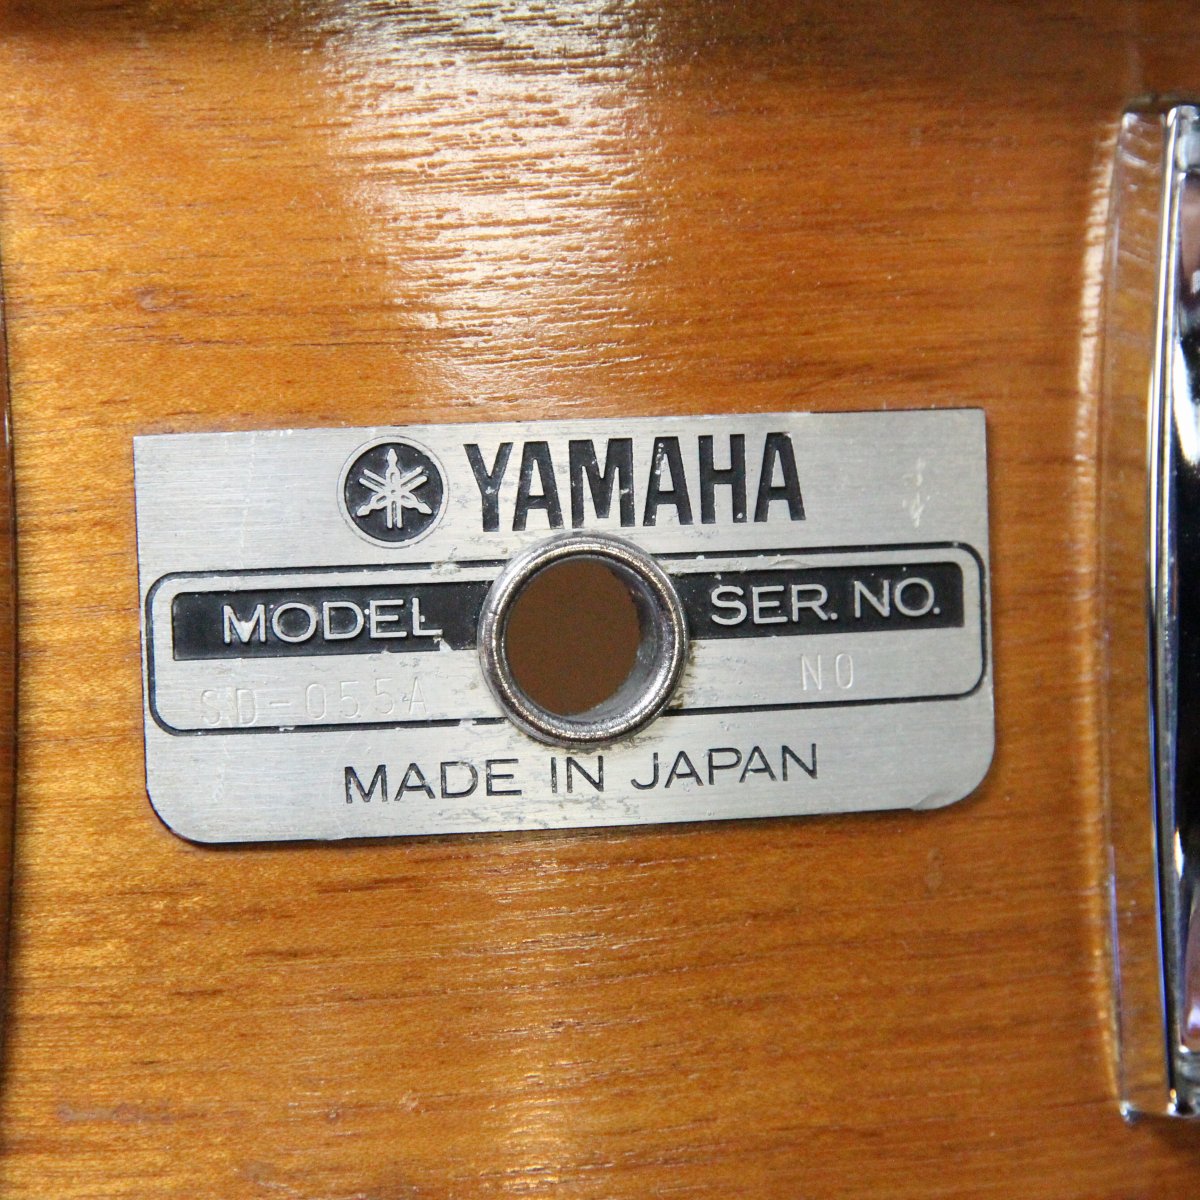 YAMAHA
MODEL SER. NO.
SD-055A NO
MADE IN JAPAN